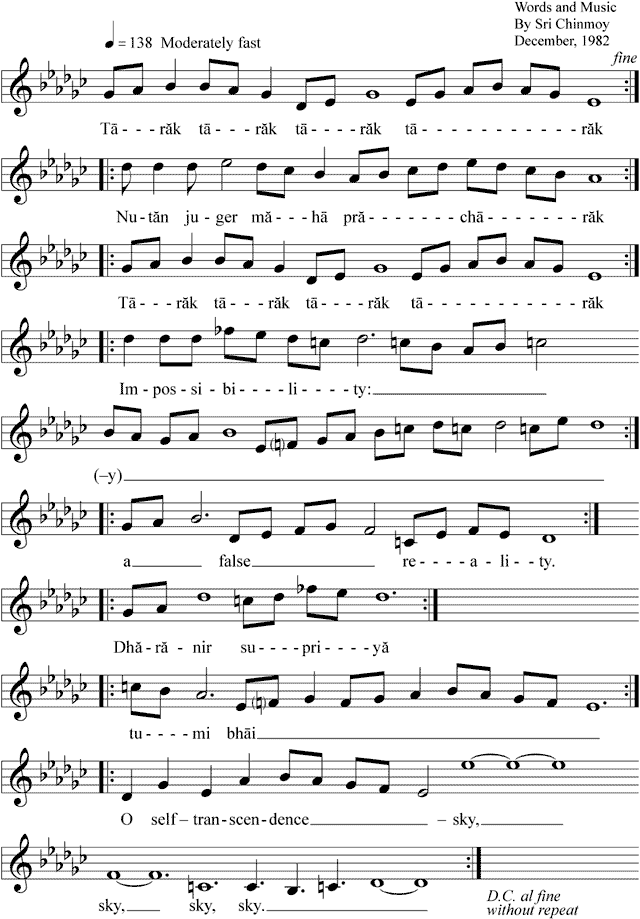 Words and Music
By Sri Chinmoy
December, 1982
♩ = 138 Moderately fast
fine
Tā---răk tā---răk tā----răk tā-----------răk
Nu-tăn ju-ger mă--hā pră----chā----răk
Tā---răk tā---răk tā---răk tā-----------răk
Im-pos-si-bi---li---ty:
(–y)
a false re---a-li-ty.
Dhă-ră-nir su----pri-yă
tu----mi bhāi
O self–tran-scen-dence – sky,
sky, sky, sky.
D.C. al fine
without repeat